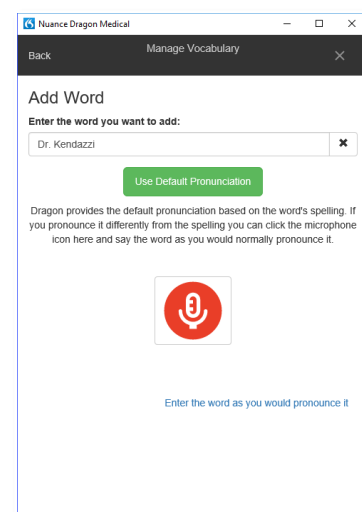 Nuance Dragon Medical
Back
Manage Vocabulary
Add Word
Enter the word you want to add:
Dr. Kendazzi
Use Default Pronunciation
Dragon provides the default pronunciation based on the word's spelling. If
you pronounce it differently from the spelling you can click the microphone
icon here and say the word as you would normally pronounce it.
Enter the word as you would pronounce it